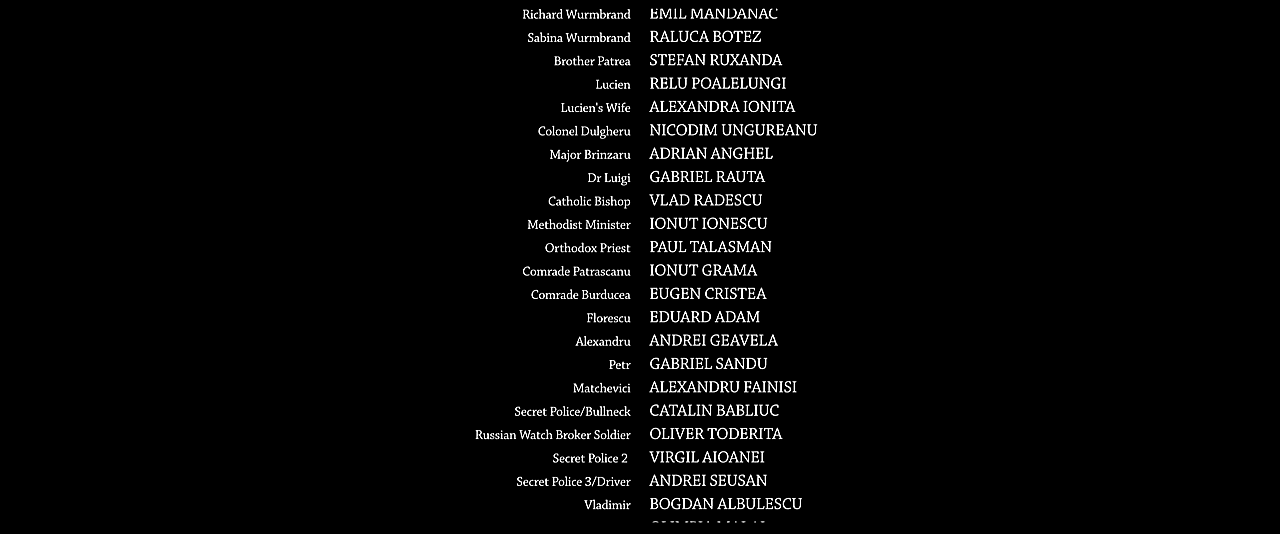 Richard Wurmbrand EMIL MANDANAC
Sabina Wurmbrand RALUCA BOTEZ
Brother Patrea STEFAN RUXANDA
Lucien RELU POALELUNGI
Lucien's Wife ALEXANDRA IONITA
Colonel Dulgheru NICODIM UNGUREANU
Major Brinzaru ADRIAN ANGHEL
Dr Luigi GABRIEL RAUTA
Catholic Bishop VLAD RADESCU
Methodist Minister IONUT IONESCU
Orthodox Priest PAUL TALASMAN
Comrade Patrascanu IONUT GRAMA
Comrade Burducea EUGEN CRISTEA
Florescu EDUARD ADAM
Alexandru ANDREI GEAVELA
Petr GABRIEL SANDU
Matchevici ALEXANDRU FAINISI
Secret Police/Bullneck CATALIN BABLIUC
Russian Watch Broker Soldier OLIVER TODERITA
Secret Police 2 VIRGIL AIOANEI
Secret Police 3/Driver ANDREI SEUSAN
Vladimir BOGDAN ALBULESCU